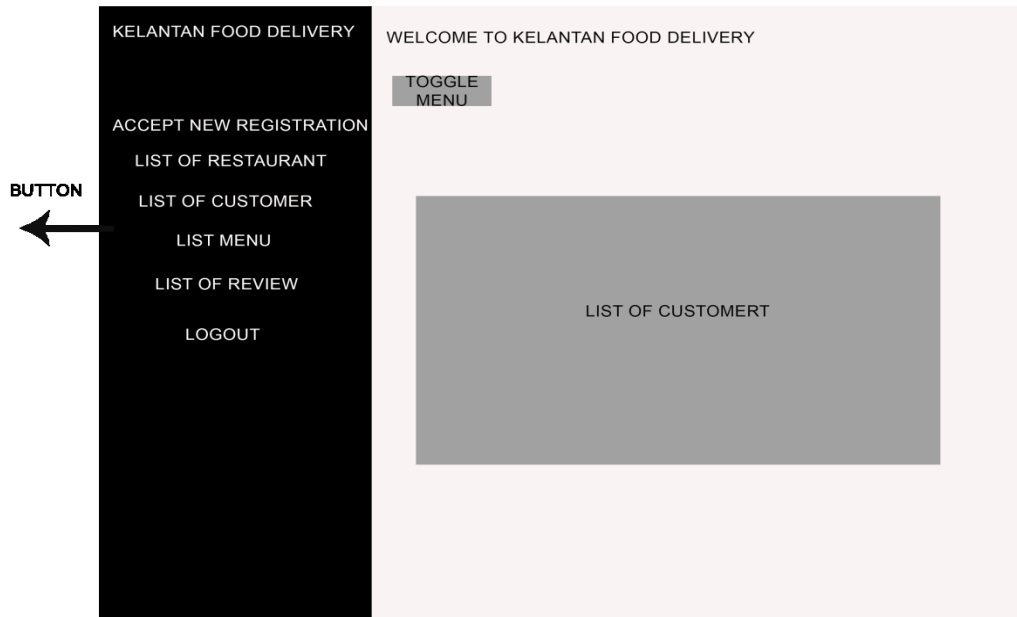 KELANTAN FOOD DELIVERY
ACCEPT NEW REGISTRATION
LIST OF RESTAURANT
BUTTON
LIST OF CUSTOMER
LIST MENU
LIST OF REVIEW
LOGOUT
WELCOME TO KELANTAN FOOD DELIVERY
TOGGLE
MENU
LIST OF CUSTOMERT